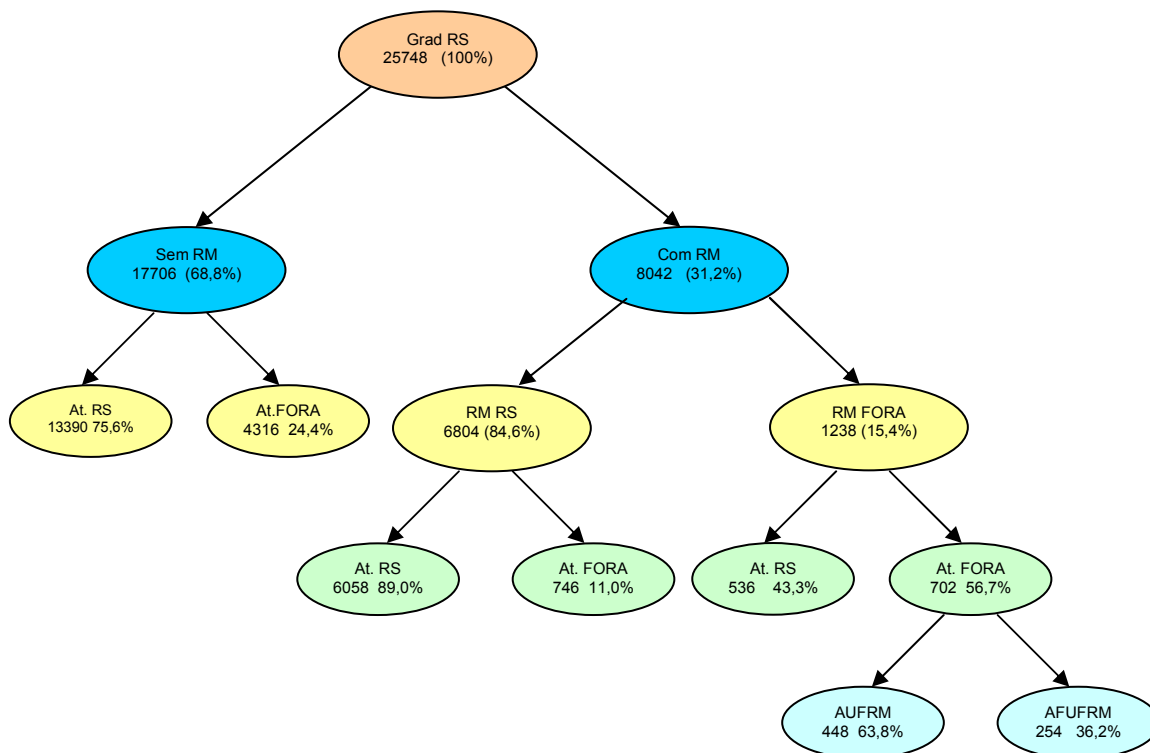 Grad RS
25748 (100%)
Sem RM
17706 (68,8%)
Com RM
8042 (31,2%)
At. RS
13390 75,6%
At.FORA
4316 24,4%
RM RS
6804 (84,6%)
RM FORA
1238 (15,4%)
At. RS
6058 89,0%
At. FORA
746 11,0%
At. RS
536 43,3%
At. FORA
702 56,7%
AUFRM
448 63,8%
AFUFRM
254 36,2%